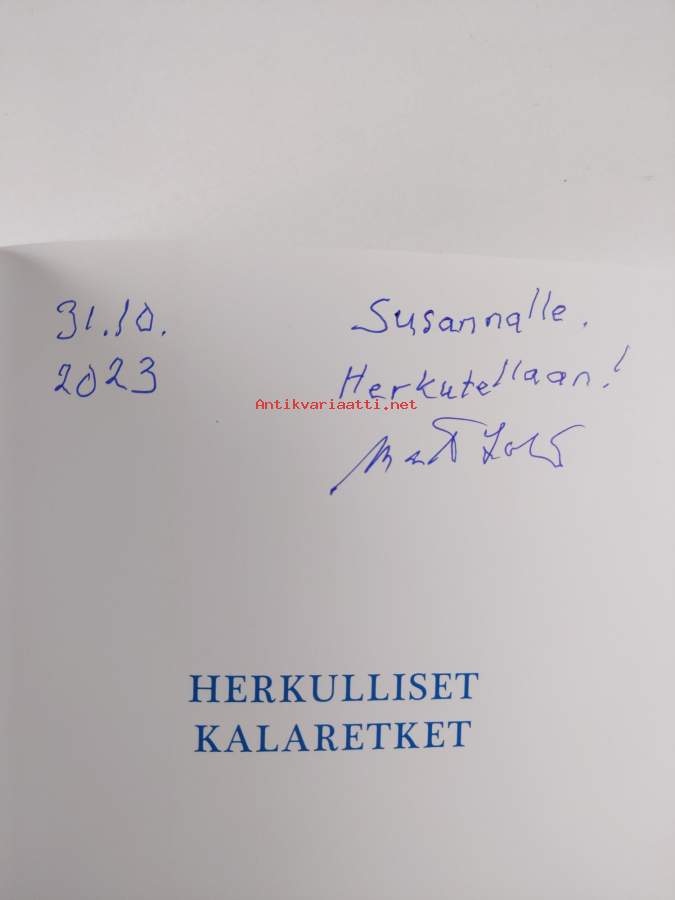 31.10.
2023
Susannalle.
Herkutellaan!
Antikvariaatti.net
HERKULLISET
KALARETKET